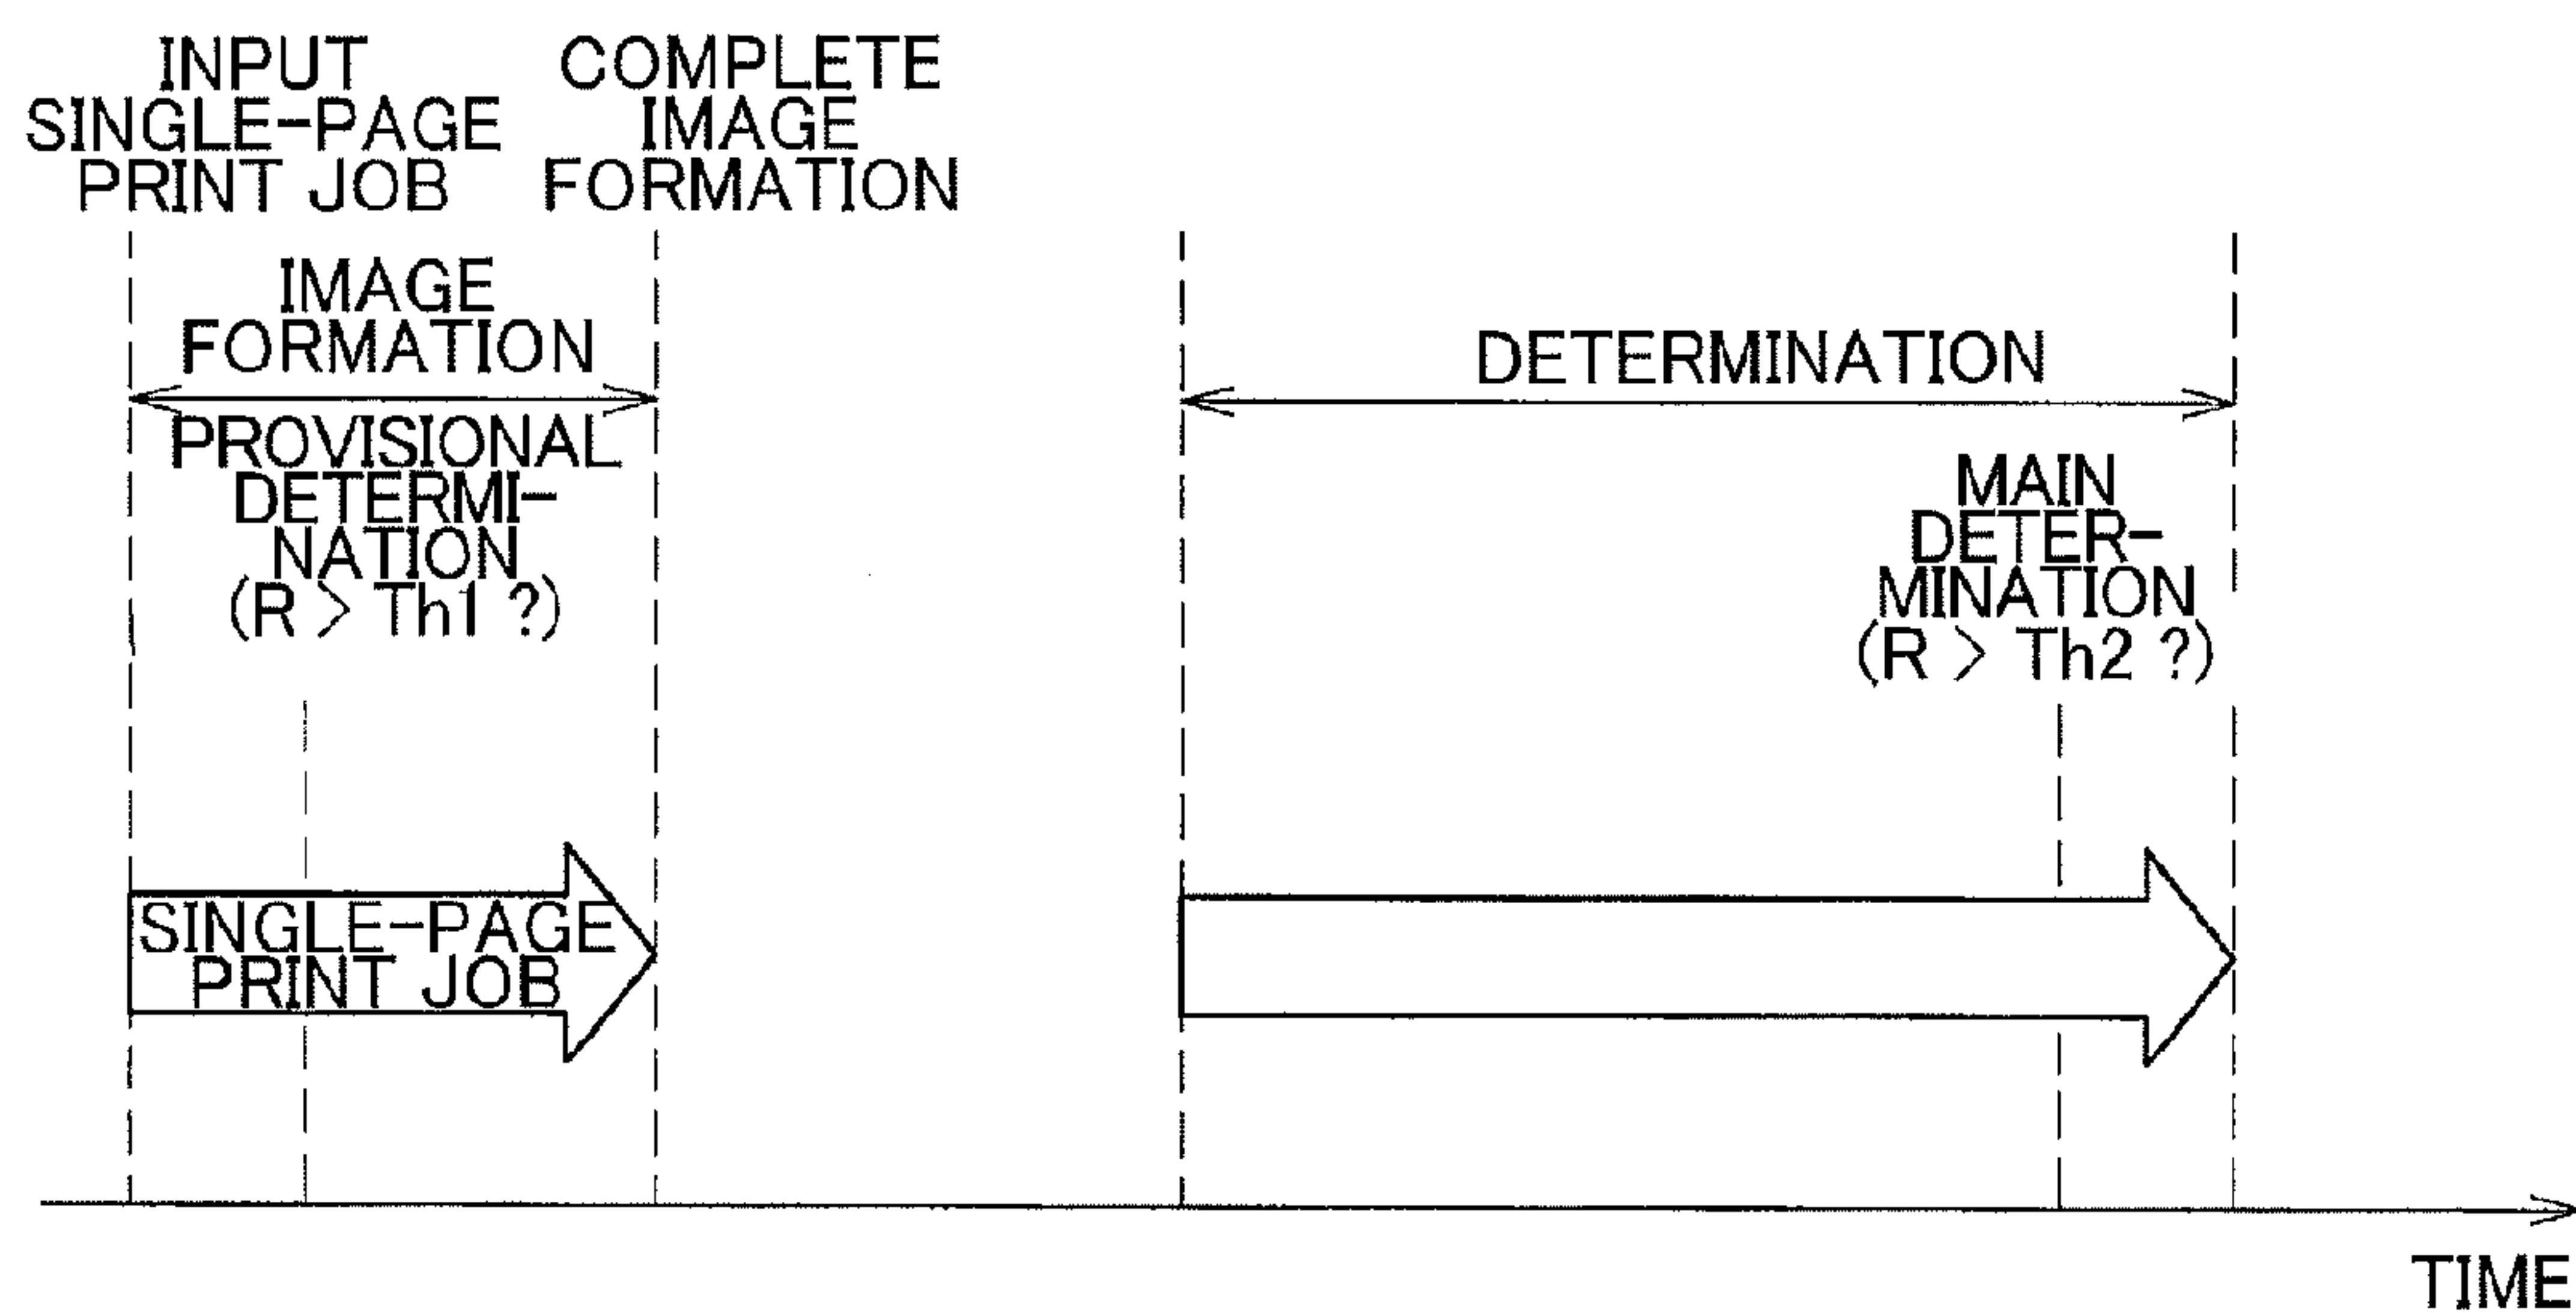 INPUT
SINGLE-PAGE
PRINT JOB
COMPLETE
IMAGE
FORMATION
IMAGE
FORMATION
PROVISIONAL
DETERMI-
NATION
(R > Th1 ?)
DETERMINATION
MAIN
DETER-
MINATION
(R > Th2 ?)
SINGLE-PAGE
PRINT JOB
TIME